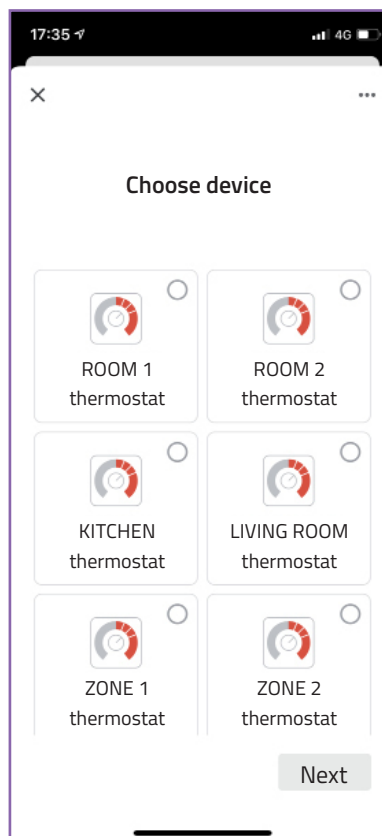 17:35 4G
Choose device
ROOM 1 ROOM 2
thermostat thermostat
KITCHEN LIVING ROOM
thermostat thermostat
ZONE 1 ZONE 2
thermostat thermostat
Next